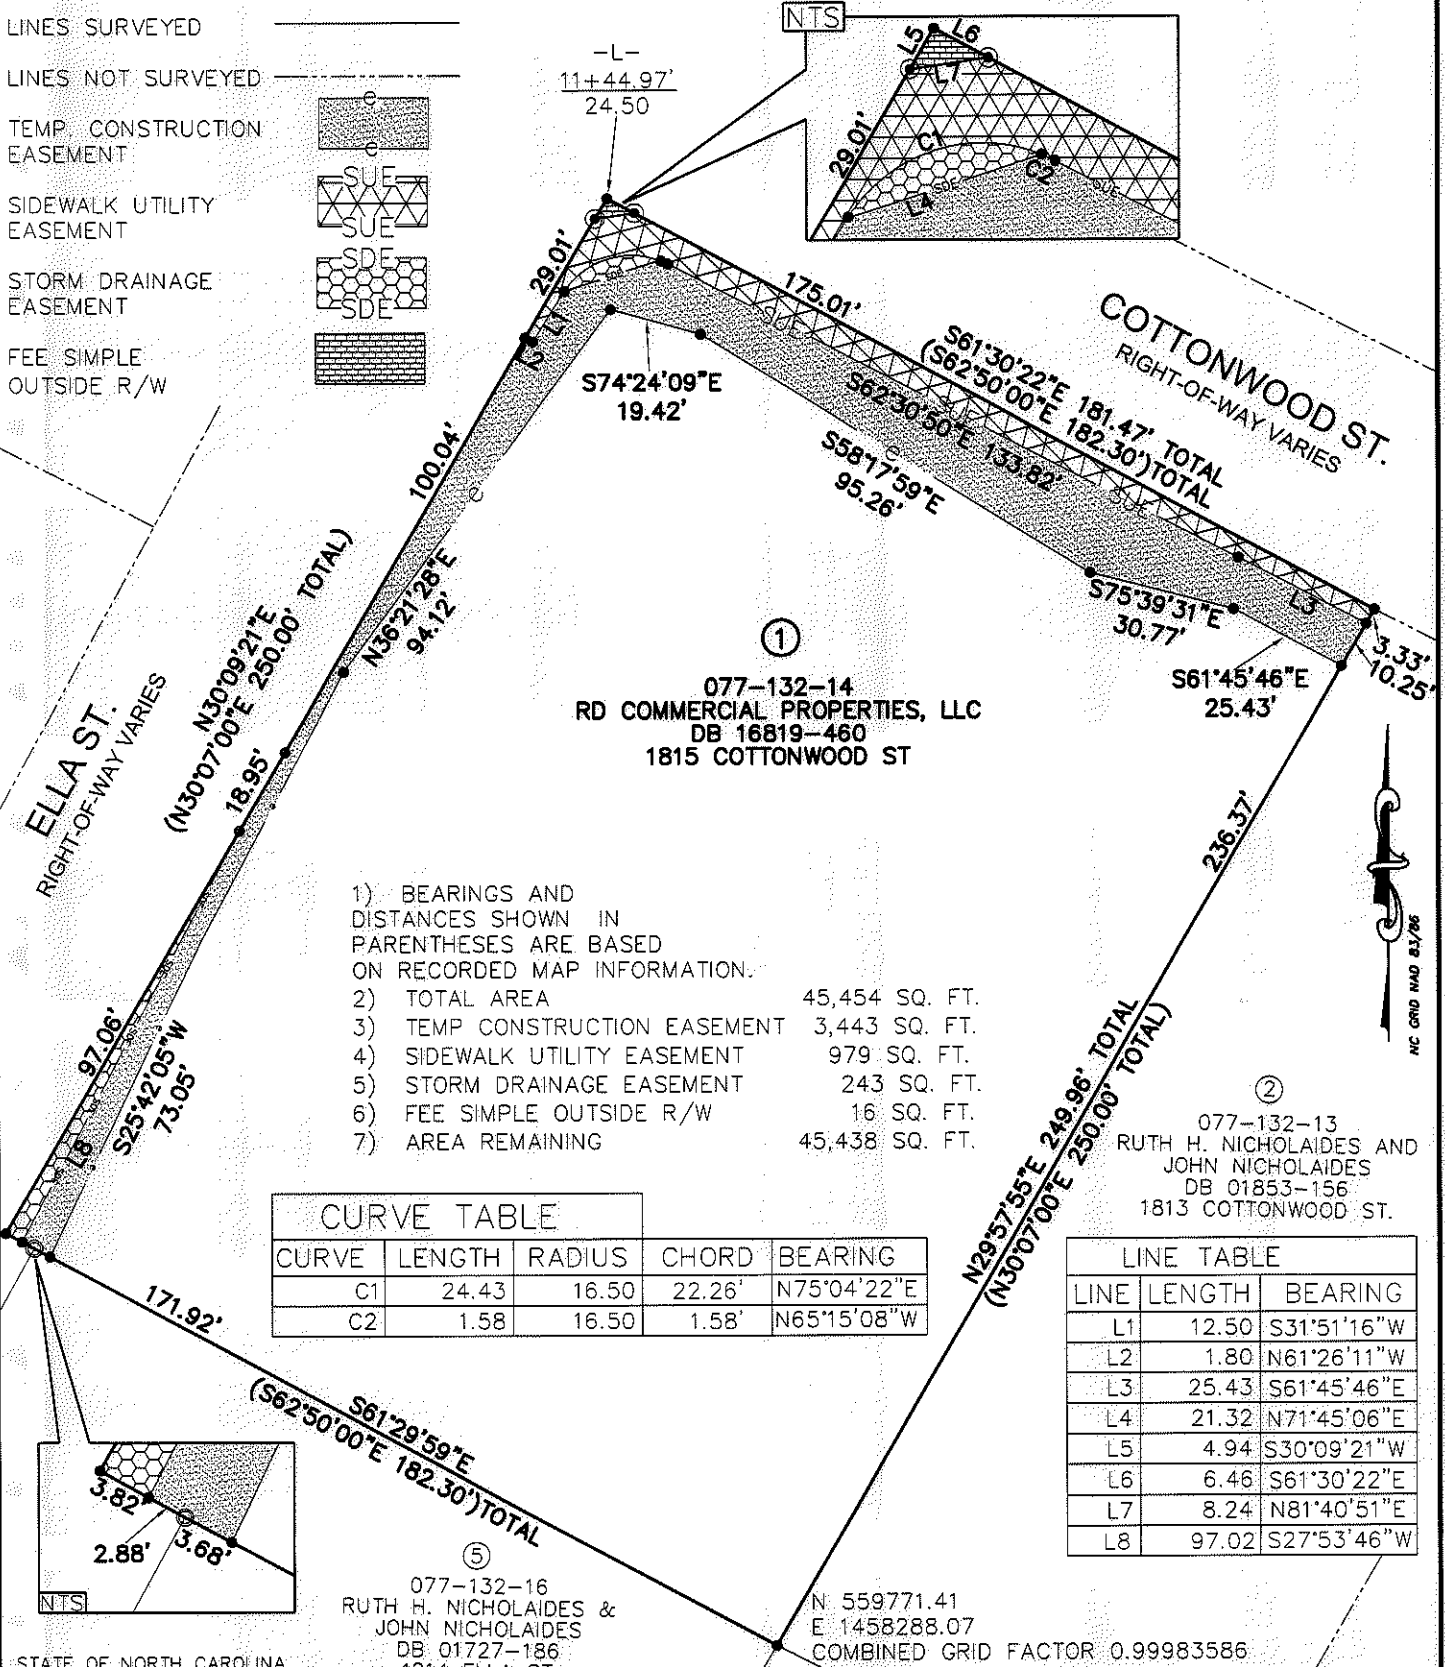 LINES SURVEYED
LINES NOT SURVEYED
TEMP. CONSTRUCTION
EASEMENT
e
e
SIDEWALK UTILITY
EASEMENT
SUE
SUE
STORM DRAINAGE
EASEMENT
SDE
SDE
FEE SIMPLE
OUTSIDE R/W
-L-
11+44.97'
24.50
NTS
L5
L6
L7
29.01'
C1
C2
L4
SDE
SUE
29.01'
L1
L2
175.01'
SUE
COTTONWOOD ST.
RIGHT-OF-WAY VARIES
S61°30'22"E 181.47' TOTAL
(S62°50'00"E 182.30')TOTAL
S62°30'50"E 133.82'
SUE
SUE
S74°24'09"E
19.42'
S58°17'59"E
95.26'
e
S75°39'31"E
30.77'
L3
3.33'
10.25'
S61°45'46"E
25.43'
100.04'
e
N36°21'28"E
94.12'
N30°09'21"E
(N30°07'00"E 250.00' TOTAL)
18.95'
ELLA ST.
RIGHT-OF-WAY VARIES
1
077-132-14
RD COMMERCIAL PROPERTIES, LLC
DB 16819-460
1815 COTTONWOOD ST
236.37'
NC GRID NAD 83/86
1) BEARINGS AND
DISTANCES SHOWN IN
PARENTHESES ARE BASED
ON RECORDED MAP INFORMATION.
2) TOTAL AREA 45,454 SQ. FT.
3) TEMP CONSTRUCTION EASEMENT 3,443 SQ. FT.
4) SIDEWALK UTILITY EASEMENT 979 SQ. FT.
5) STORM DRAINAGE EASEMENT 243 SQ. FT.
6) FEE SIMPLE OUTSIDE R/W 16 SQ. FT.
7) AREA REMAINING 45,438 SQ. FT.
97.06'
L8
S25°42'05"W
73.05'
N29°57'55"E 249.96' TOTAL
(N30°07'00"E 250.00' TOTAL)
2
077-132-13
RUTH H. NICHOLAIDES AND
JOHN NICHOLAIDES
DB 01853-156
1813 COTTONWOOD ST.
CURVE TABLE
CURVE LENGTH RADIUS CHORD BEARING
C1 24.43 16.50 22.26' N75°04'22"E
C2 1.58 16.50 1.58' N65°15'08"W
LINE TABLE
LINE LENGTH BEARING
L1 12.50 S31°51'16"W
L2 1.80 N61°26'11"W
L3 25.43 S61°45'46"E
L4 21.32 N71°45'06"E
L5 4.94 S30°09'21"W
L6 6.46 S61°30'22"E
L7 8.24 N81°40'51"E
L8 97.02 S27°53'46"W
171.92'
S61°29'59"E
(S62°50'00"E 182.30')TOTAL
3.82'
2.88'
3.68'
NTS
5
077-132-16
RUTH H. NICHOLAIDES &
JOHN NICHOLAIDES
DB 01727-186
N 559771.41
E 1458288.07
COMBINED GRID FACTOR 0.99983586
STATE OF NORTH CAROLINA